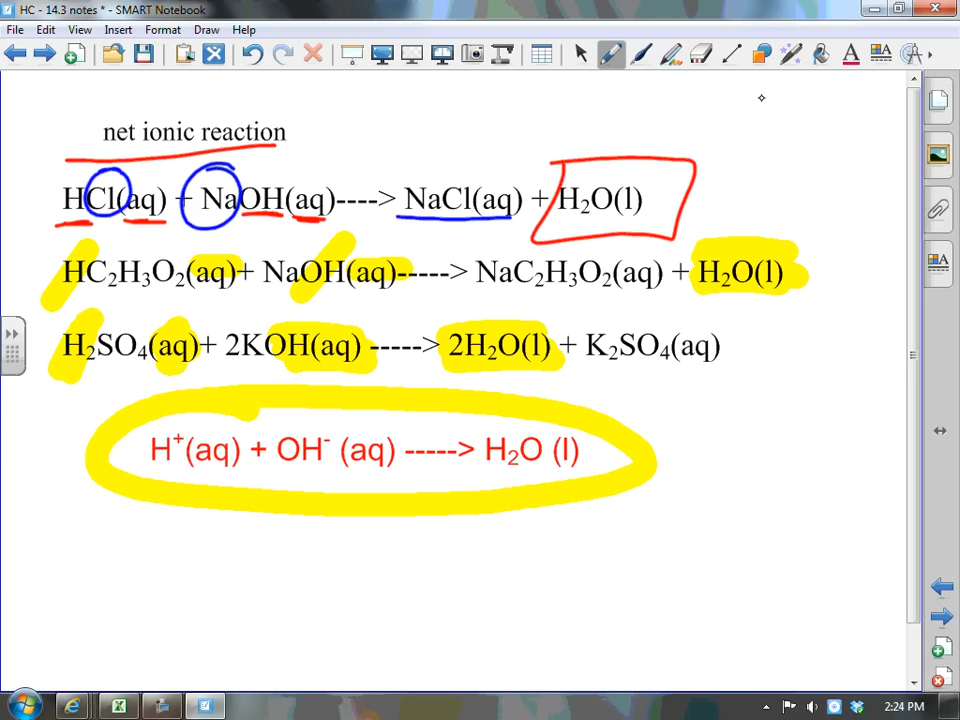 HC - 14.3 notes * - SMART Notebook
File Edit View Insert Format Draw Help
net ionic reaction
HCl(aq) + NaOH(aq)----> NaCl(aq) + H₂O(l)
HC₂H₃O₂(aq)+ NaOH(aq)-----> NaC₂H₃O₂(aq) + H₂O(l)
H₂SO₄(aq)+ 2KOH(aq) -----> 2H₂O(l) + K₂SO₄(aq)
H⁺(aq) + OH⁻ (aq) -----> H₂O (l)
2:24 PM